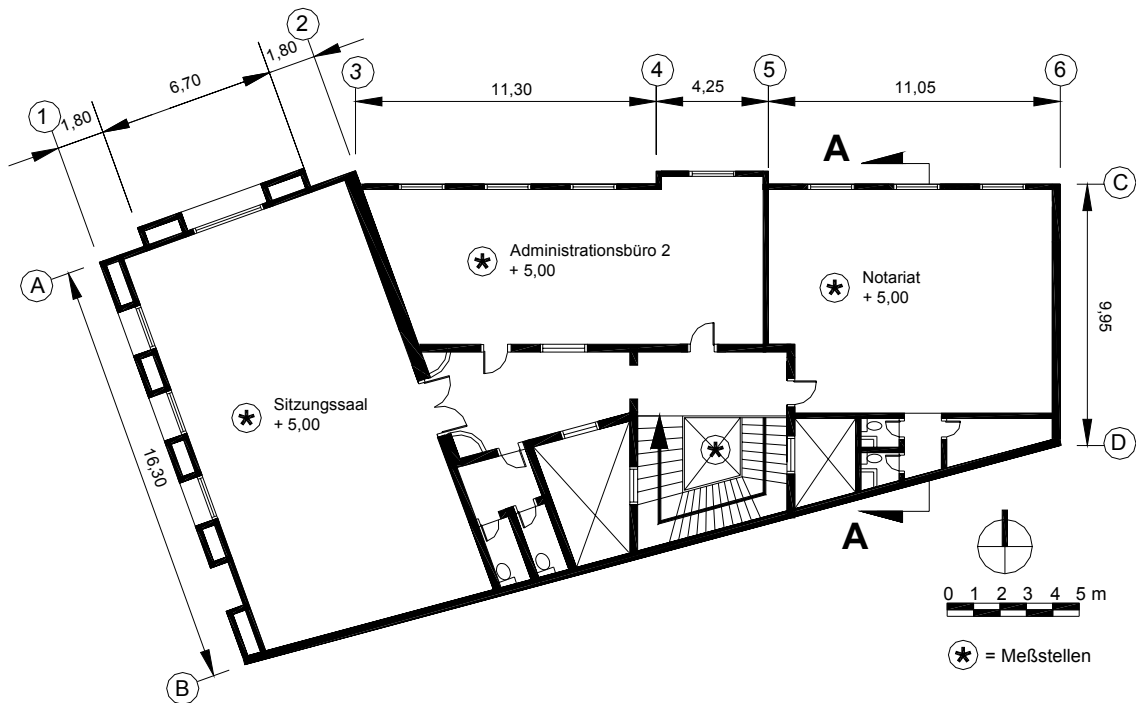 1
2
3
4
5
6
1,80
6,70
1,80
11,30
4,25
11,05
A
C
A
Administrationsbüro 2
+ 5,00
Notariat
+ 5,00
9,95
Sitzungssaal
+ 5,00
16,30
D
A
B
0 1 2 3 4 5 m
= Meßstellen